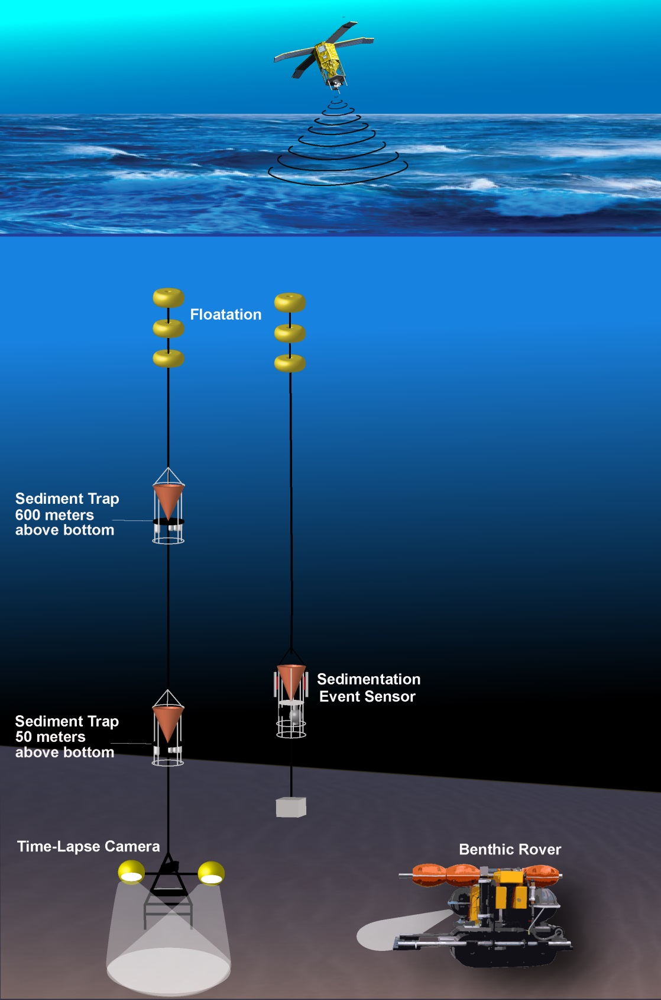 Floatation
Sediment Trap
600 meters
above bottom
Sedimentation
Event Sensor
Sediment Trap
50 meters
above bottom
Time-Lapse Camera
Benthic Rover